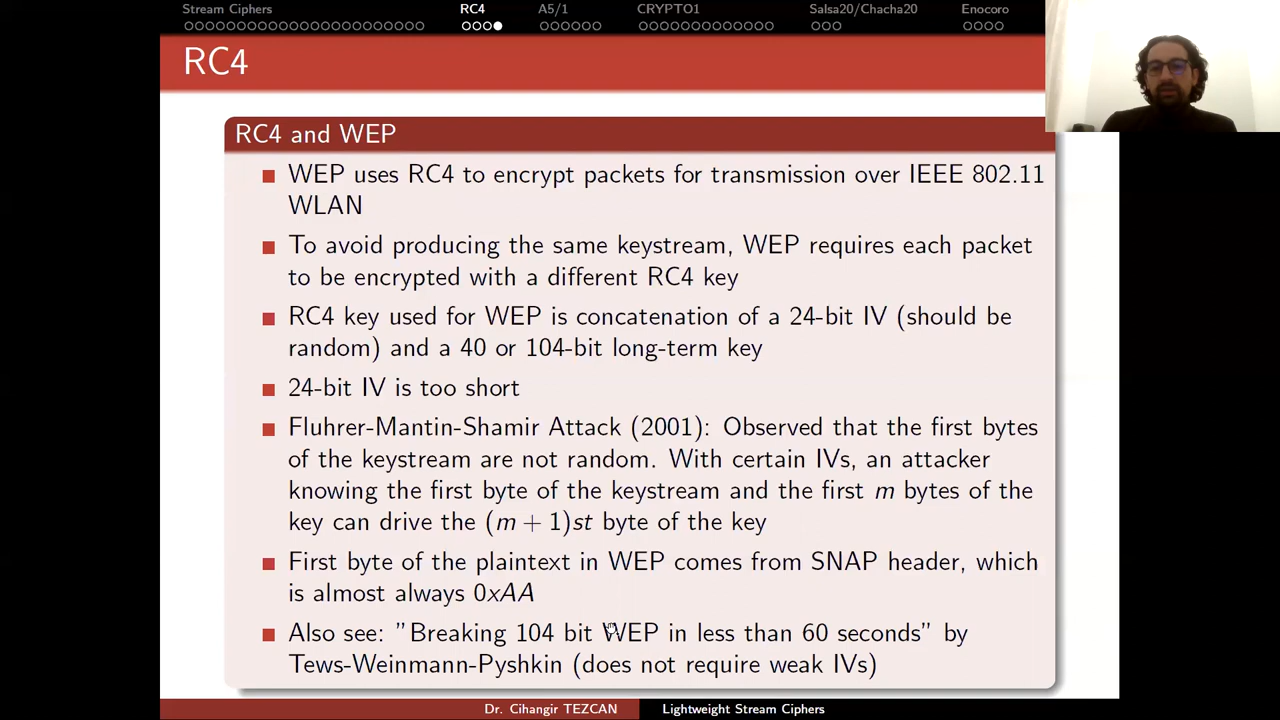 Stream Ciphers RC4 A5/1 CRYPTO1 Salsa20/Chacha20 Enocoro
RC4
RC4 and WEP
WEP uses RC4 to encrypt packets for transmission over IEEE 802.11
WLAN
To avoid producing the same keystream, WEP requires each packet
to be encrypted with a different RC4 key
RC4 key used for WEP is concatenation of a 24-bit IV (should be
random) and a 40 or 104-bit long-term key
24-bit IV is too short
Fluhrer-Mantin-Shamir Attack (2001): Observed that the first bytes
of the keystream are not random. With certain IVs, an attacker
knowing the first byte of the keystream and the first m bytes of the
key can drive the (m + 1)st byte of the key
First byte of the plaintext in WEP comes from SNAP header, which
is almost always 0xAA
Also see: "Breaking 104 bit WEP in less than 60 seconds" by
Tews-Weinmann-Pyshkin (does not require weak IVs)
Dr. Cihangir TEZCAN Lightweight Stream Ciphers